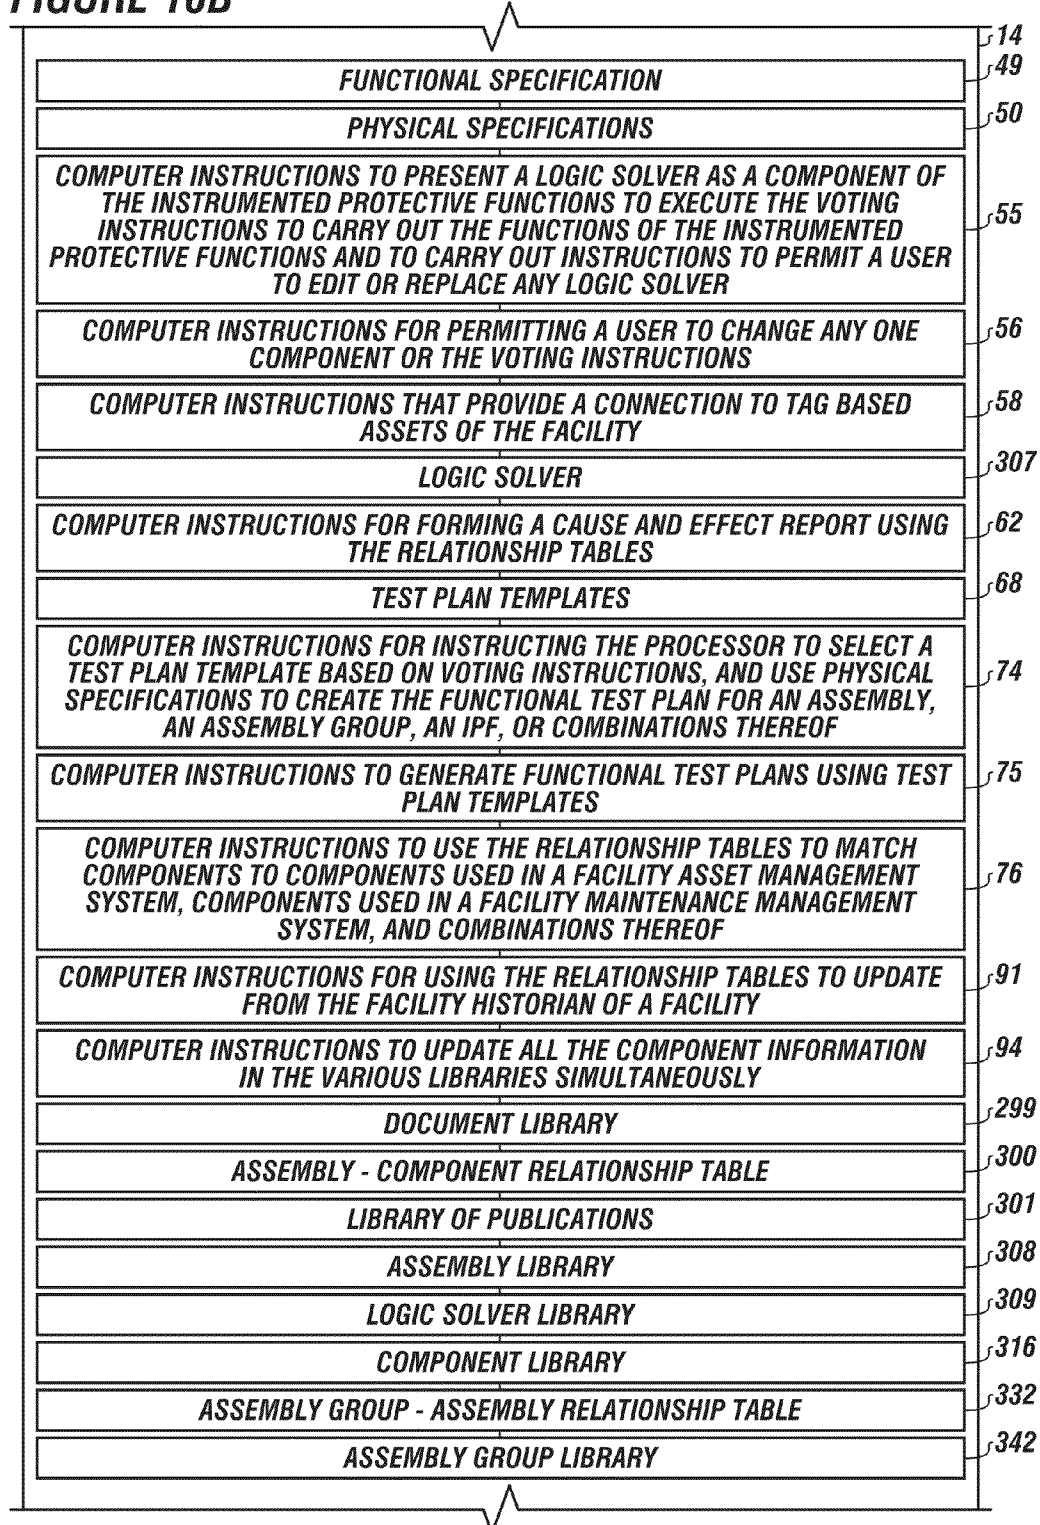 FIGURE 10B
14
FUNCTIONAL SPECIFICATION
49
PHYSICAL SPECIFICATIONS
50
COMPUTER INSTRUCTIONS TO PRESENT A LOGIC SOLVER AS A COMPONENT OF
THE INSTRUMENTED PROTECTIVE FUNCTIONS TO EXECUTE THE VOTING
INSTRUCTIONS TO CARRY OUT THE FUNCTIONS OF THE INSTRUMENTED
PROTECTIVE FUNCTIONS AND TO CARRY OUT INSTRUCTIONS TO PERMIT A USER
TO EDIT OR REPLACE ANY LOGIC SOLVER
55
COMPUTER INSTRUCTIONS FOR PERMITTING A USER TO CHANGE ANY ONE
COMPONENT OR THE VOTING INSTRUCTIONS
56
COMPUTER INSTRUCTIONS THAT PROVIDE A CONNECTION TO TAG BASED
ASSETS OF THE FACILITY
58
LOGIC SOLVER
307
COMPUTER INSTRUCTIONS FOR FORMING A CAUSE AND EFFECT REPORT USING
THE RELATIONSHIP TABLES
62
TEST PLAN TEMPLATES
68
COMPUTER INSTRUCTIONS FOR INSTRUCTING THE PROCESSOR TO SELECT A
TEST PLAN TEMPLATE BASED ON VOTING INSTRUCTIONS, AND USE PHYSICAL
SPECIFICATIONS TO CREATE THE FUNCTIONAL TEST PLAN FOR AN ASSEMBLY,
AN ASSEMBLY GROUP, AN IPF, OR COMBINATIONS THEREOF
74
COMPUTER INSTRUCTIONS TO GENERATE FUNCTIONAL TEST PLANS USING TEST
PLAN TEMPLATES
75
COMPUTER INSTRUCTIONS TO USE THE RELATIONSHIP TABLES TO MATCH
COMPONENTS TO COMPONENTS USED IN A FACILITY ASSET MANAGEMENT
SYSTEM, COMPONENTS USED IN A FACILITY MAINTENANCE MANAGEMENT
SYSTEM, AND COMBINATIONS THEREOF
76
COMPUTER INSTRUCTIONS FOR USING THE RELATIONSHIP TABLES TO UPDATE
FROM THE FACILITY HISTORIAN OF A FACILITY
91
COMPUTER INSTRUCTIONS TO UPDATE ALL THE COMPONENT INFORMATION
IN THE VARIOUS LIBRARIES SIMULTANEOUSLY
94
DOCUMENT LIBRARY
299
ASSEMBLY - COMPONENT RELATIONSHIP TABLE
300
LIBRARY OF PUBLICATIONS
301
ASSEMBLY LIBRARY
308
LOGIC SOLVER LIBRARY
309
COMPONENT LIBRARY
316
ASSEMBLY GROUP - ASSEMBLY RELATIONSHIP TABLE
332
ASSEMBLY GROUP LIBRARY
342